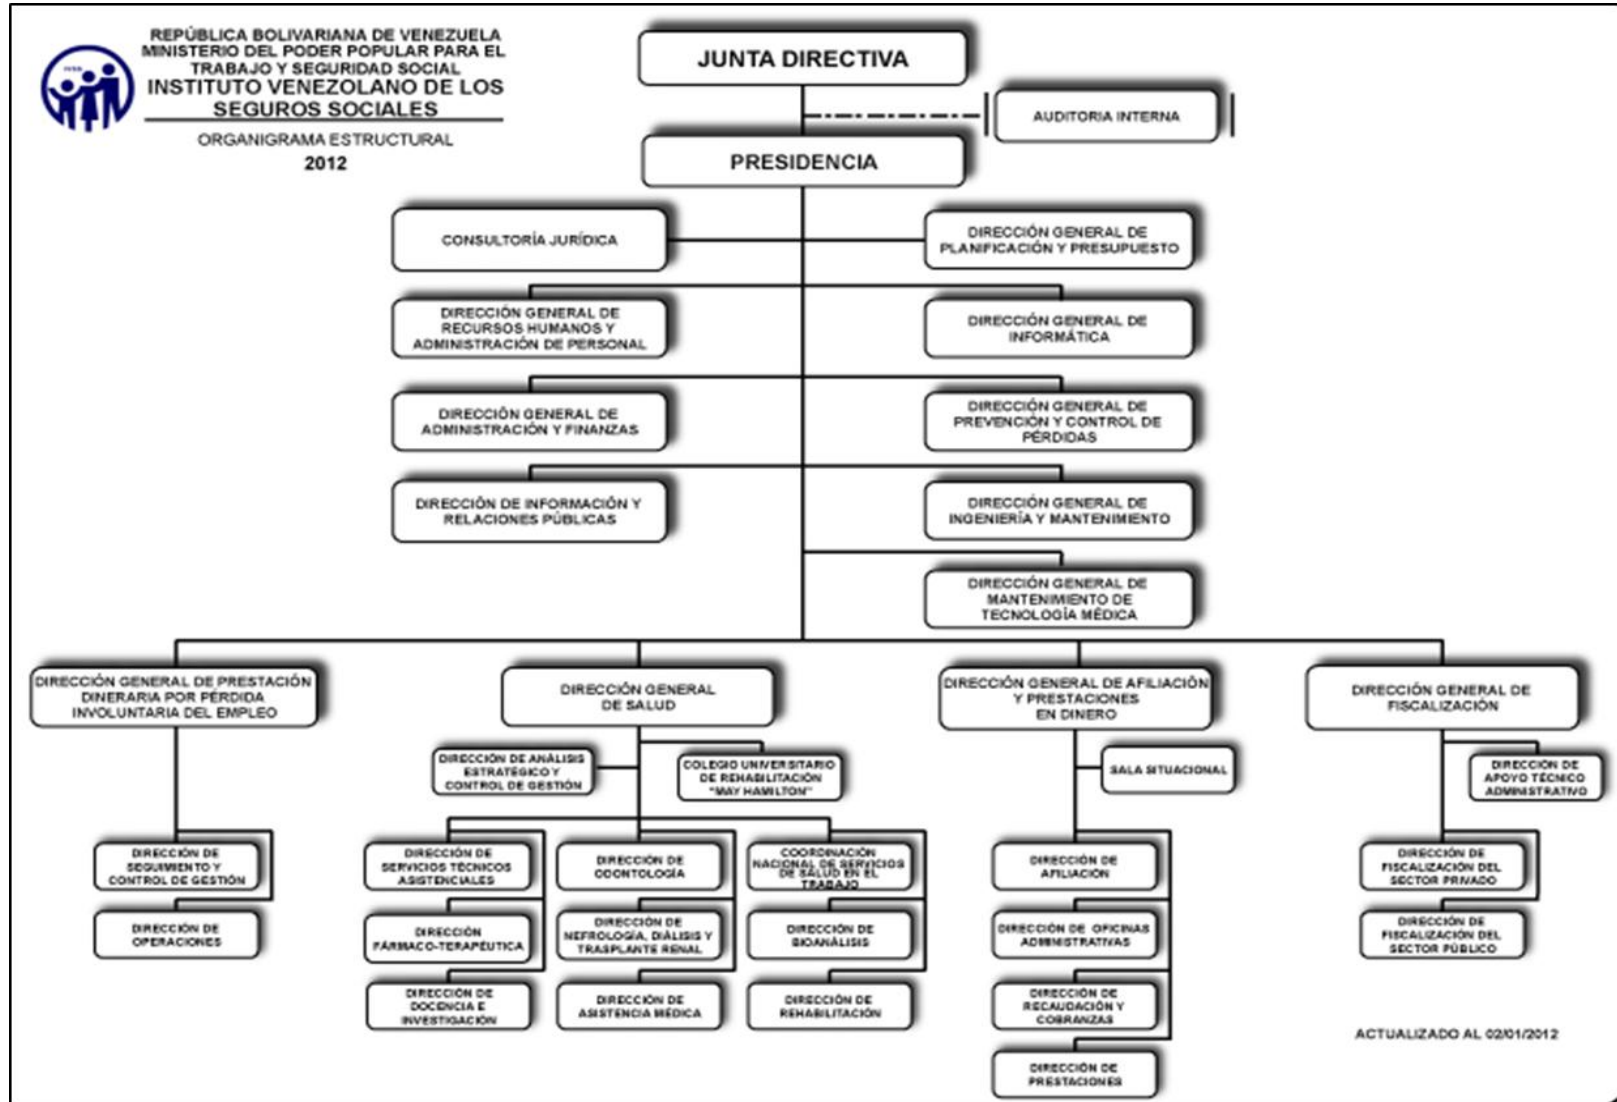 REPÚBLICA BOLIVARIANA DE VENEZUELA
MINISTERIO DEL PODER POPULAR PARA EL
TRABAJO Y SEGURIDAD SOCIAL
INSTITUTO VENEZOLANO DE LOS
SEGUROS SOCIALES
ORGANIGRAMA ESTRUCTURAL
2012
JUNTA DIRECTIVA
AUDITORIA INTERNA
PRESIDENCIA
CONSULTORÍA JURÍDICA
DIRECCIÓN GENERAL DE
PLANIFICACIÓN Y PRESUPUESTO
DIRECCIÓN GENERAL DE
RECURSOS HUMANOS Y
ADMINISTRACIÓN DE PERSONAL
DIRECCIÓN GENERAL DE
INFORMÁTICA
DIRECCIÓN GENERAL DE
ADMINISTRACIÓN Y FINANZAS
DIRECCIÓN GENERAL DE
PREVENCIÓN Y CONTROL DE
PÉRDIDAS
DIRECCIÓN DE INFORMACIÓN Y
RELACIONES PÚBLICAS
DIRECCIÓN GENERAL DE
INGENIERÍA Y MANTENIMIENTO
DIRECCIÓN GENERAL DE
MANTENIMIENTO DE
TECNOLOGÍA MÉDICA
DIRECCIÓN GENERAL DE PRESTACIÓN
DINERARIA POR PÉRDIDA
INVOLUNTARIA DEL EMPLEO
DIRECCIÓN GENERAL
DE SALUD
DIRECCIÓN GENERAL DE AFILIACIÓN
Y PRESTACIONES
EN DINERO
DIRECCIÓN GENERAL DE
FISCALIZACIÓN
DIRECCIÓN DE ANÁLISIS
ESTRATÉGICO Y
CONTROL DE GESTIÓN
COLEGIO UNIVERSITARIO
DE REHABILITACIÓN
"MAY HAMILTON"
SALA SITUACIONAL
DIRECCIÓN DE
APOYO TÉCNICO
ADMINISTRATIVO
DIRECCIÓN DE
SEGUIMIENTO Y
CONTROL DE GESTIÓN
DIRECCIÓN DE
SERVICIOS TÉCNICOS
ASISTENCIALES
DIRECCIÓN DE
ODONTOLOGÍA
COORDINACIÓN
NACIONAL DE SERVICIOS
DE SALUD EN EL
TRABAJO
DIRECCIÓN DE
AFILIACIÓN
DIRECCIÓN DE
FISCALIZACIÓN DEL
SECTOR PRIVADO
DIRECCIÓN DE
OPERACIONES
DIRECCIÓN
FÁRMACO-TERAPÉUTICA
DIRECCIÓN DE
NEFROLOGÍA, DIÁLISIS Y
TRASPLANTE RENAL
DIRECCIÓN DE
BIOANÁLISIS
DIRECCIÓN DE OFICINAS
ADMINISTRATIVAS
DIRECCIÓN DE
FISCALIZACIÓN DEL
SECTOR PÚBLICO
DIRECCIÓN DE
DOCENCIA E
INVESTIGACIÓN
DIRECCIÓN DE
ASISTENCIA MÉDICA
DIRECCIÓN DE
REHABILITACIÓN
DIRECCIÓN DE
RECAUDACIÓN Y
COBRANZAS
DIRECCIÓN DE
PRESTACIONES
ACTUALIZADO AL 02/01/2012